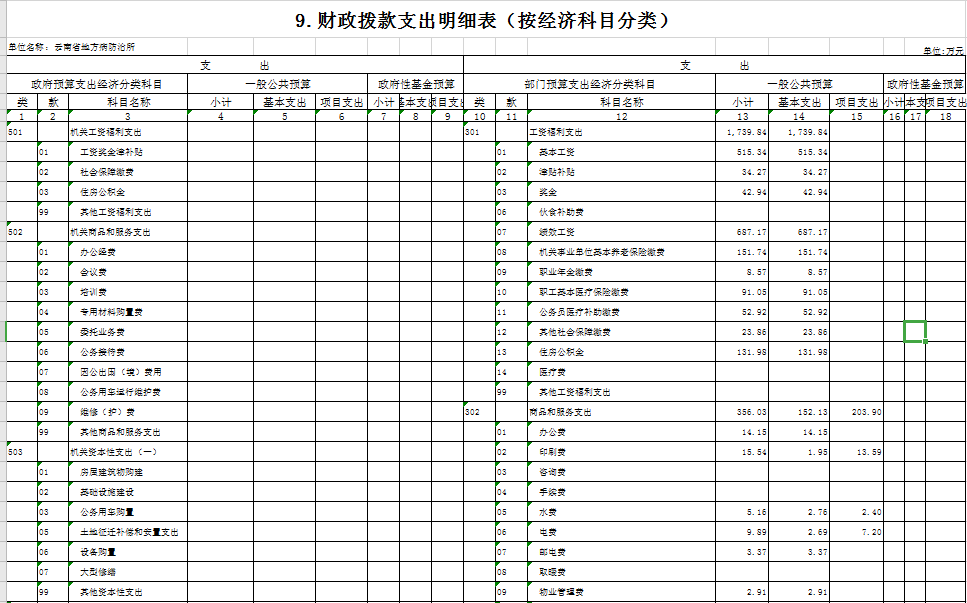 9.财政拨款支出明细表（按经济科目分类）
单位名称：云南省地方病防治所 单位:万元
支 出 支 出
政府预算支出经济分类科目 一般公共预算 政府性基金预算 部门预算支出经济分类科目 一般公共预算 政府性基金预算
类 款 科目名称 小计 基本支出 项目支出 小计 基本支出 项目支出 类 款 科目名称 小计 基本支出 项目支出 小计 本支 项目支出
1 2 3 4 5 6 7 8 9 10 11 12 13 14 15 16 17 18
501 机关工资福利支出 301 工资福利支出 1,739.84 1,739.84
01 工资奖金津补贴 01 基本工资 515.34 515.34
02 社会保障缴费 02 津贴补贴 34.27 34.27
03 住房公积金 03 奖金 42.94 42.94
99 其他工资福利支出 06 伙食补助费
502 机关商品和服务支出 07 绩效工资 687.17 687.17
01 办公经费 08 机关事业单位基本养老保险缴费 151.74 151.74
02 会议费 09 职业年金缴费 8.57 8.57
03 培训费 10 职工基本医疗保险缴费 91.05 91.05
04 专用材料购置费 11 公务员医疗补助缴费 52.92 52.92
05 委托业务费 12 其他社会保障缴费 23.86 23.86
06 公务接待费 13 住房公积金 131.98 131.98
07 因公出国（境）费用 14 医疗费
08 公务用车运行维护费 99 其他工资福利支出
09 维修（护）费 302 商品和服务支出 356.03 152.13 203.90
99 其他商品和服务支出 01 办公费 14.15 14.15
503 机关资本性支出（一） 02 印刷费 15.54 1.95 13.59
01 房屋建筑物购建 03 咨询费
02 基础设施建设 04 手续费
03 公务用车购置 05 水费 5.16 2.76 2.40
05 土地征迁补偿和安置支出 06 电费 9.89 2.69 7.20
06 设备购置 07 邮电费 3.37 3.37
07 大型修缮 08 取暖费
99 其他资本性支出 09 物业管理费 2.91 2.91